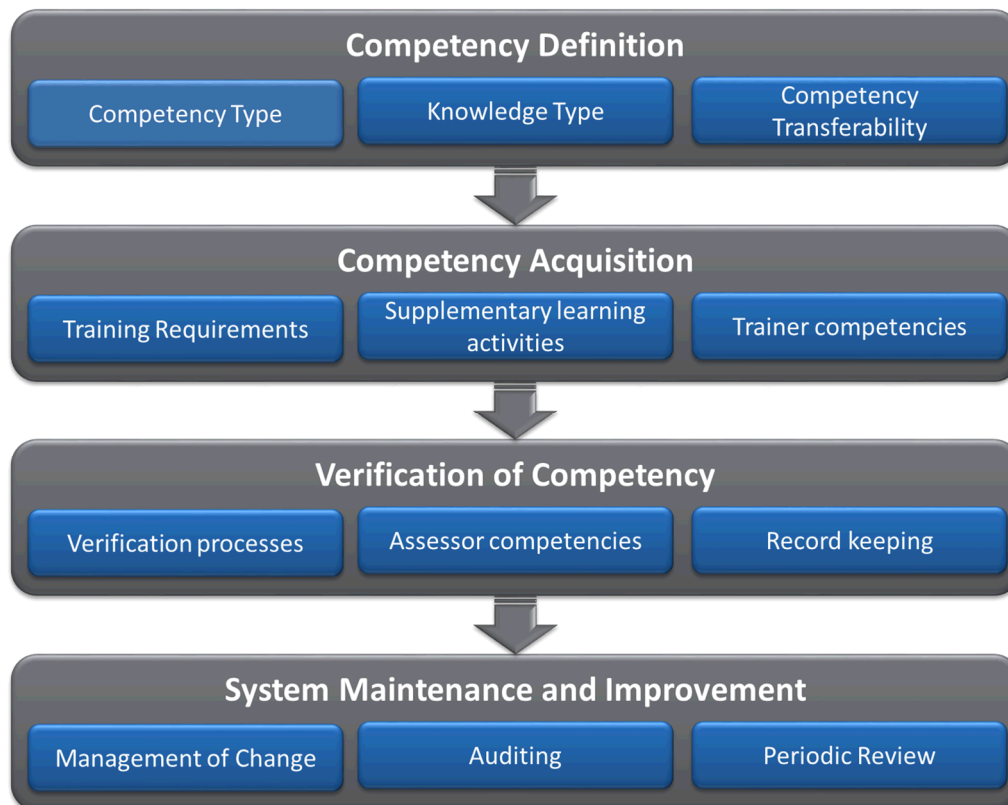 Competency Definition
Competency Type
Knowledge Type
Competency
Transferability
Competency Acquisition
Training Requirements
Supplementary learning
activities
Trainer competencies
Verification of Competency
Verification processes
Assessor competencies
Record keeping
System Maintenance and Improvement
Management of Change
Auditing
Periodic Review